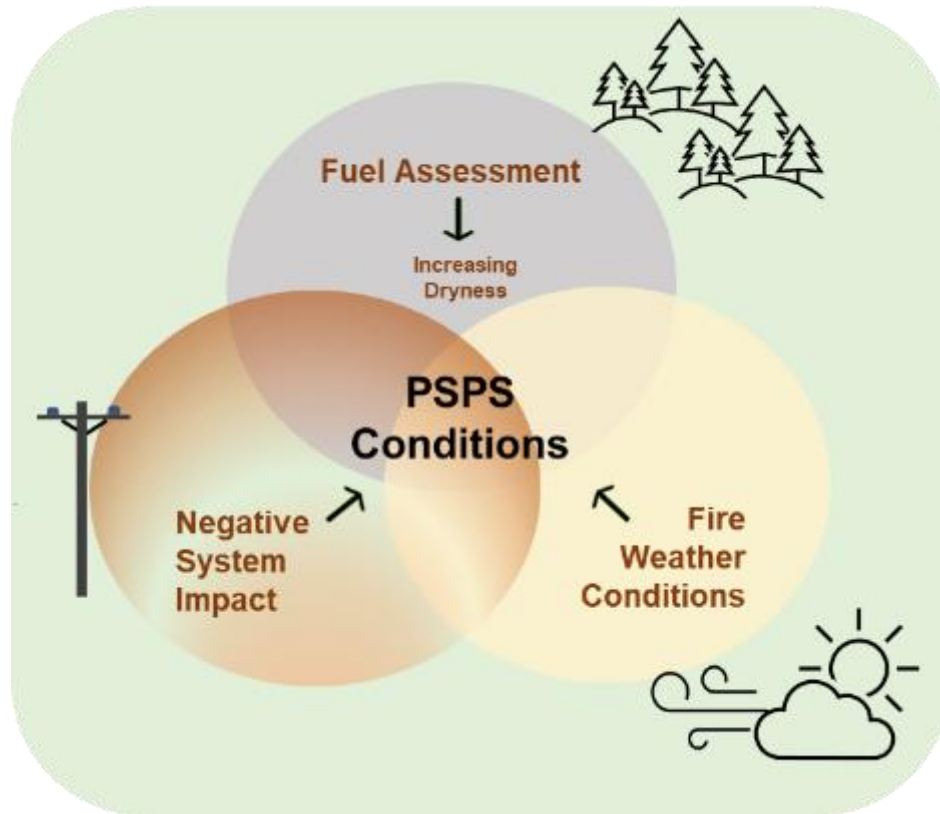 Fuel Assessment
Increasing
Dryness
PSPS
Conditions
Negative
System
Impact
Fire
Weather
Conditions